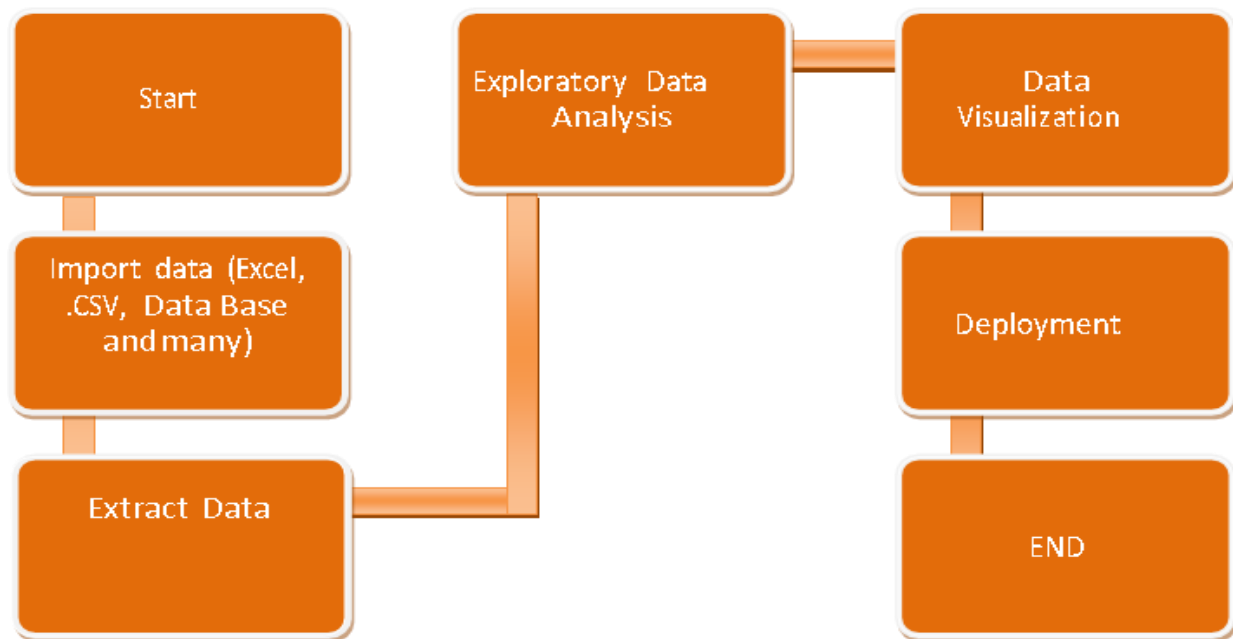 Start
Import data (Excel,
.CSV, Data Base
and many)
Extract Data
Exploratory Data
Analysis
Data
Visualization
Deployment
END